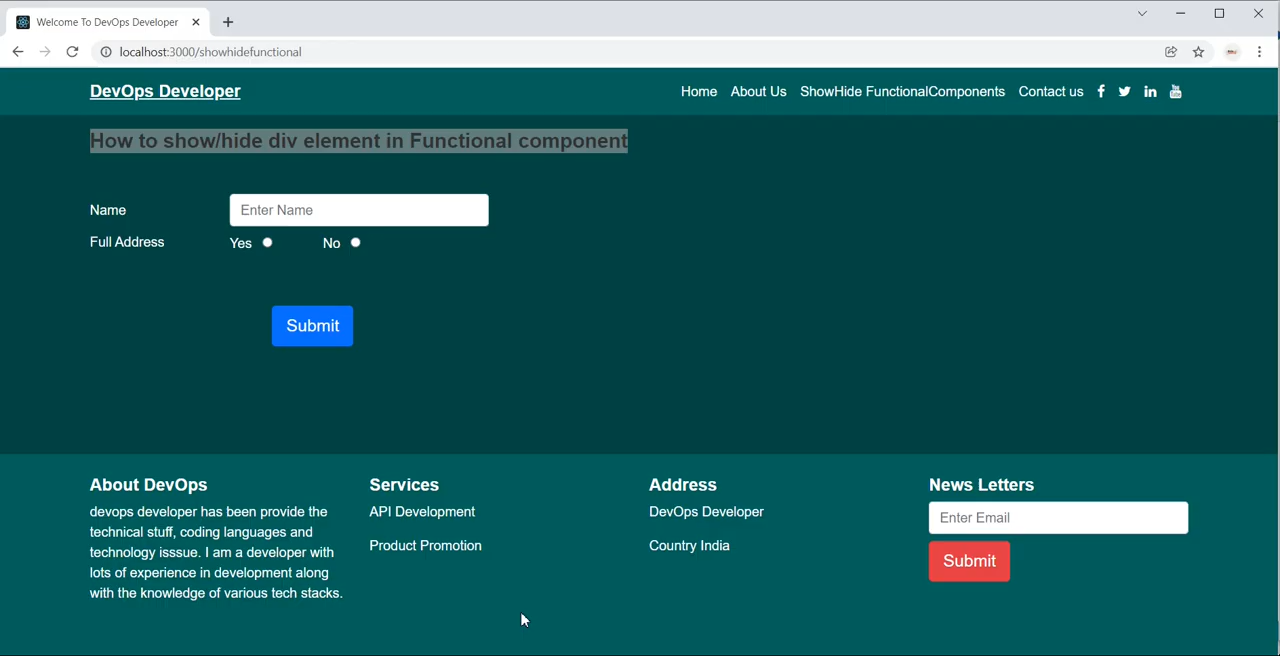 Welcome To DevOps Developer
localhost:3000/showhidefunctional
DevOps Developer
Home About Us ShowHide FunctionalComponents Contact us
How to show/hide div element in Functional component
Name Enter Name
Full Address Yes No
Submit
About DevOps
devops developer has been provide the
technical stuff, coding languages and
technology isssue. I am a developer with
lots of experience in development along
with the knowledge of various tech stacks.
Services
API Development
Product Promotion
Address
DevOps Developer
Country India
News Letters
Enter Email
Submit